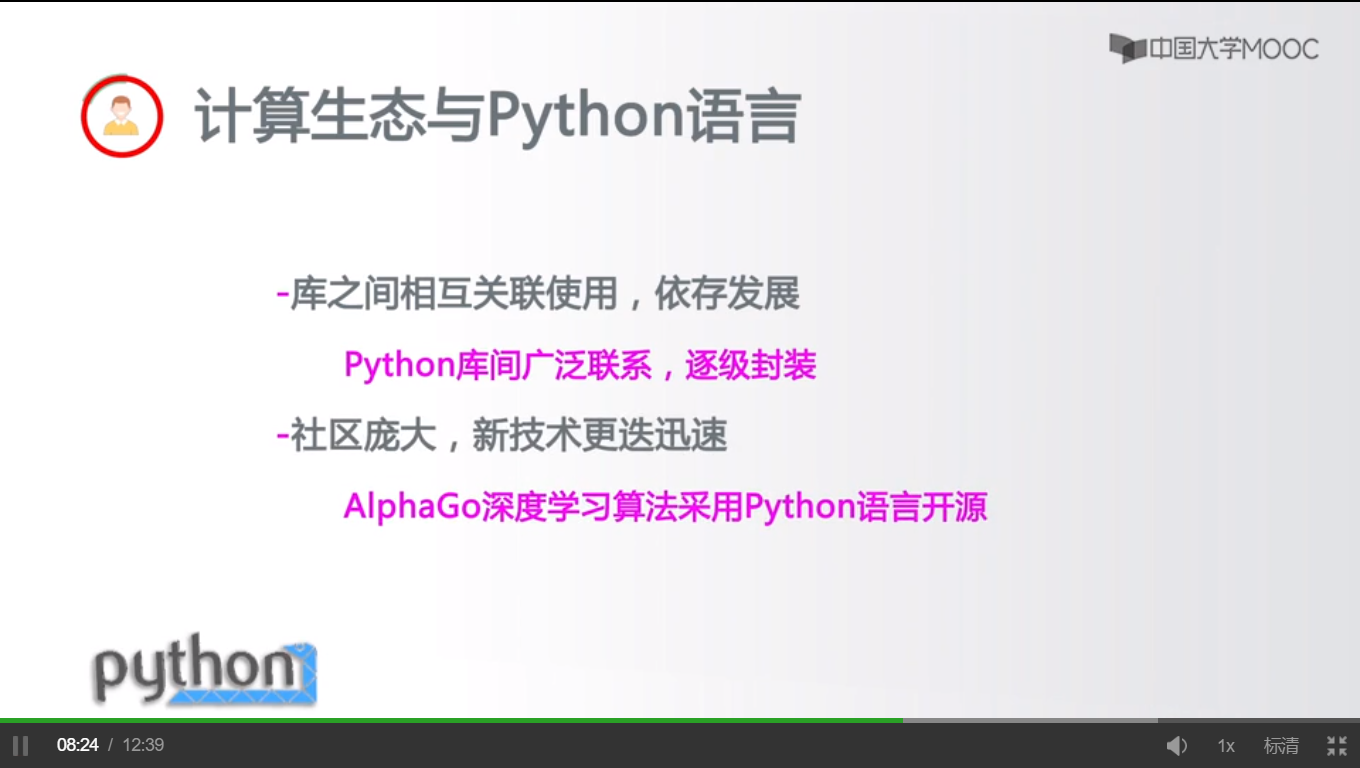 中国大学MOOC
计算生态与Python语言
-库之间相互关联使用，依存发展
Python库间广泛联系，逐级封装
-社区庞大，新技术更迭迅速
AlphaGo深度学习算法采用Python语言开源
python
08:24 / 12:39
1x
标清